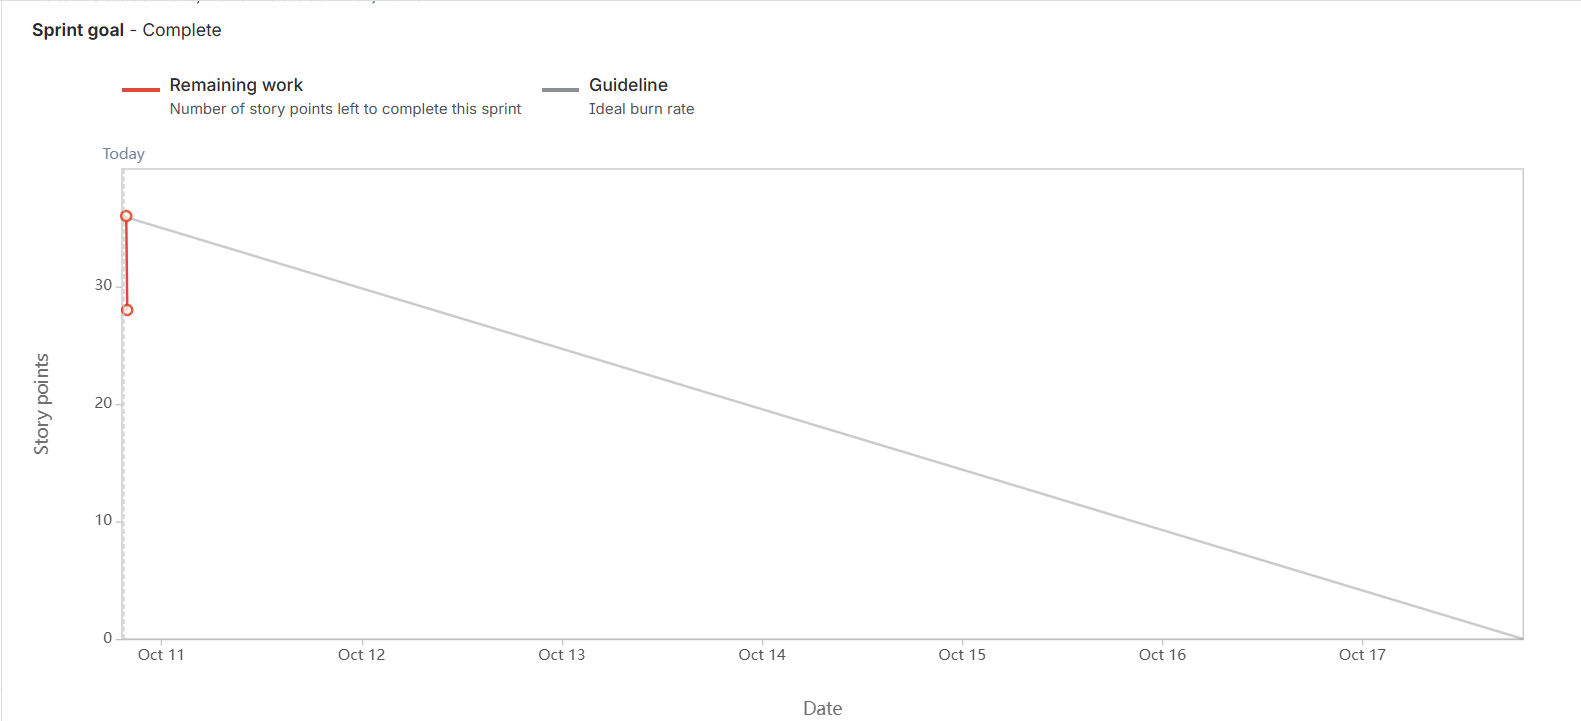 Sprint goal - Complete
Remaining work
Number of story points left to complete this sprint
Guideline
Ideal burn rate
Today
30
20
10
0
Story points
Oct 11
Oct 12
Oct 13
Oct 14
Oct 15
Oct 16
Oct 17
Date